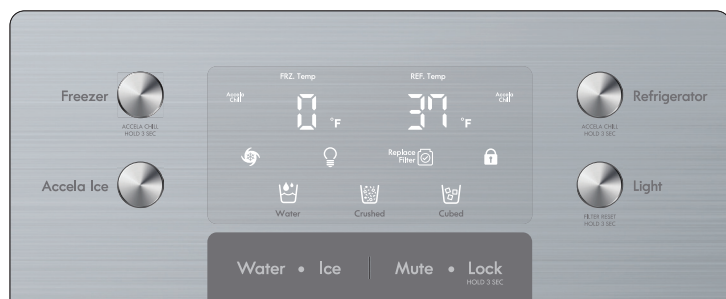 FRZ. Temp
REF. Temp
Accela
Chill
0 °F
37 °F
Accela
Chill
Freezer
ACCELA CHILL
HOLD 3 SEC
Refrigerator
ACCELA CHILL
HOLD 3 SEC
Replace
Filter
Accela Ice
Light
FILTER RESET
HOLD 3 SEC
Water
Crushed
Cubed
Water • Ice
Mute • Lock
HOLD 3 SEC